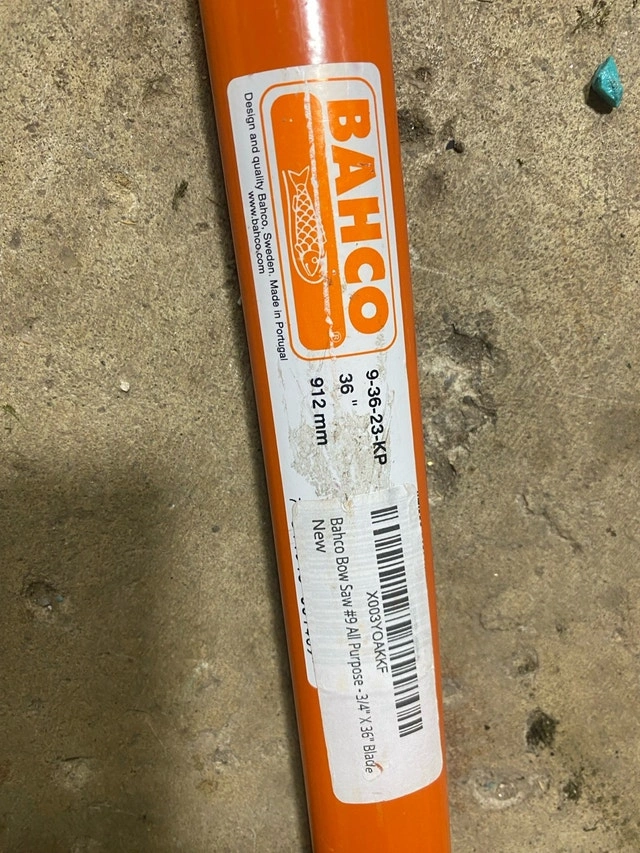 BAHCO
Design and quality Bahco, Sweden. Made in Portugal
www.bahco.com
9-36-23-KP
36 "
912 mm
X003YOAKKF
Bahco Bow Saw #9 All Purpose - 3/4" X 36" Blade
New